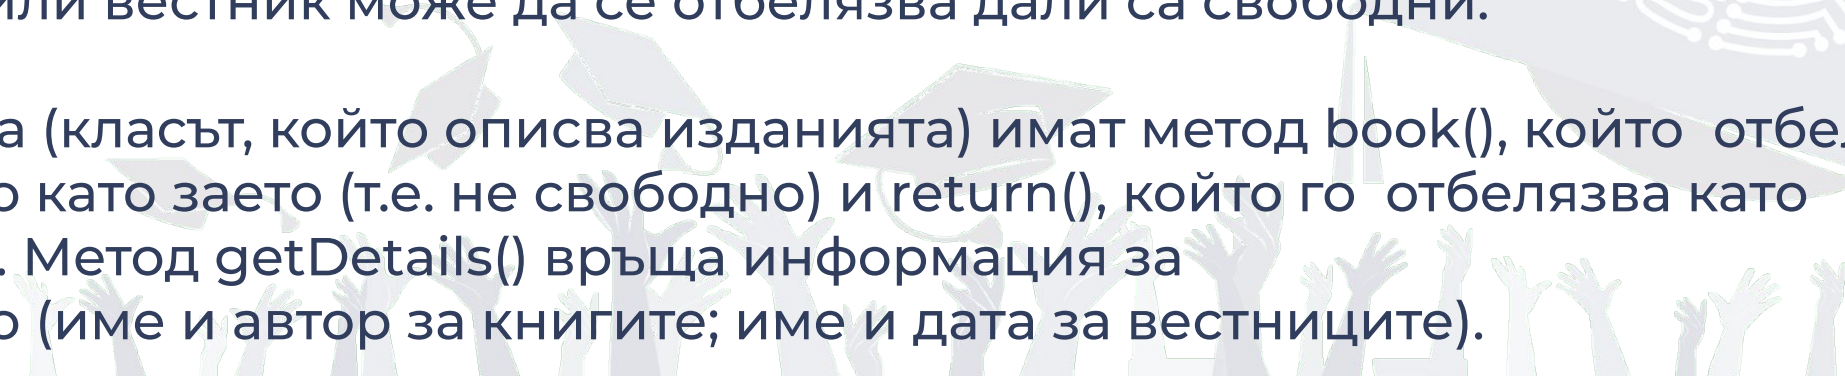 или вестник може да се отбелязва дали са свободни.
а (класът, който описва изданията) имат метод book(), който отбел
о като заето (т.е. не свободно) и return(), който го отбелязва като
. Метод getDetails() връща информация за
о (име и автор за книгите; име и дата за вестниците).